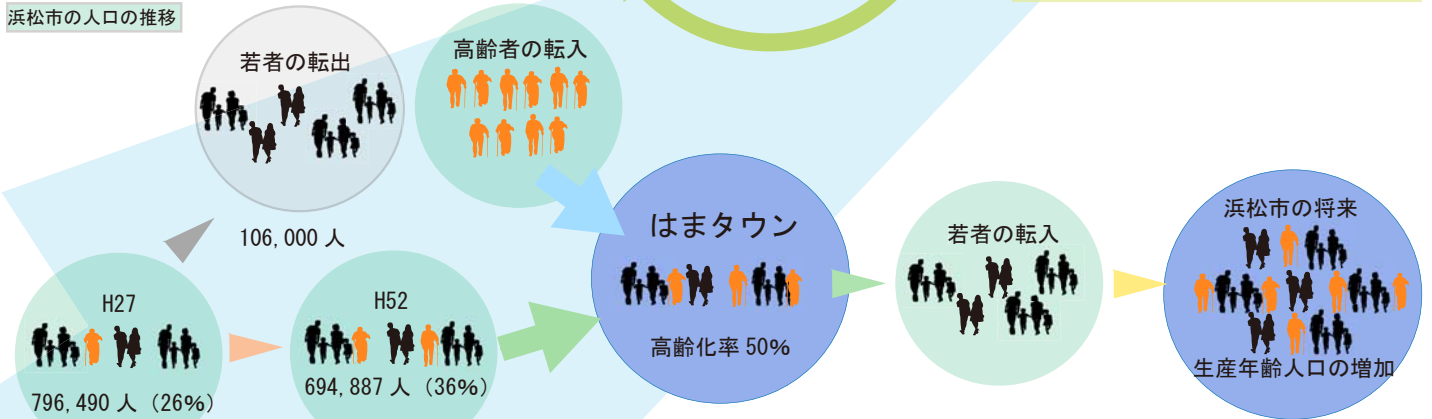 浜松市の人口の推移
若者の転出
高齢者の転入
106,000 人
H27
796,490 人 (26%)
H52
694,887 人 (36%)
はまタウン
高齢化率 50%
若者の転入
浜松市の将来
生産年齢人口の増加